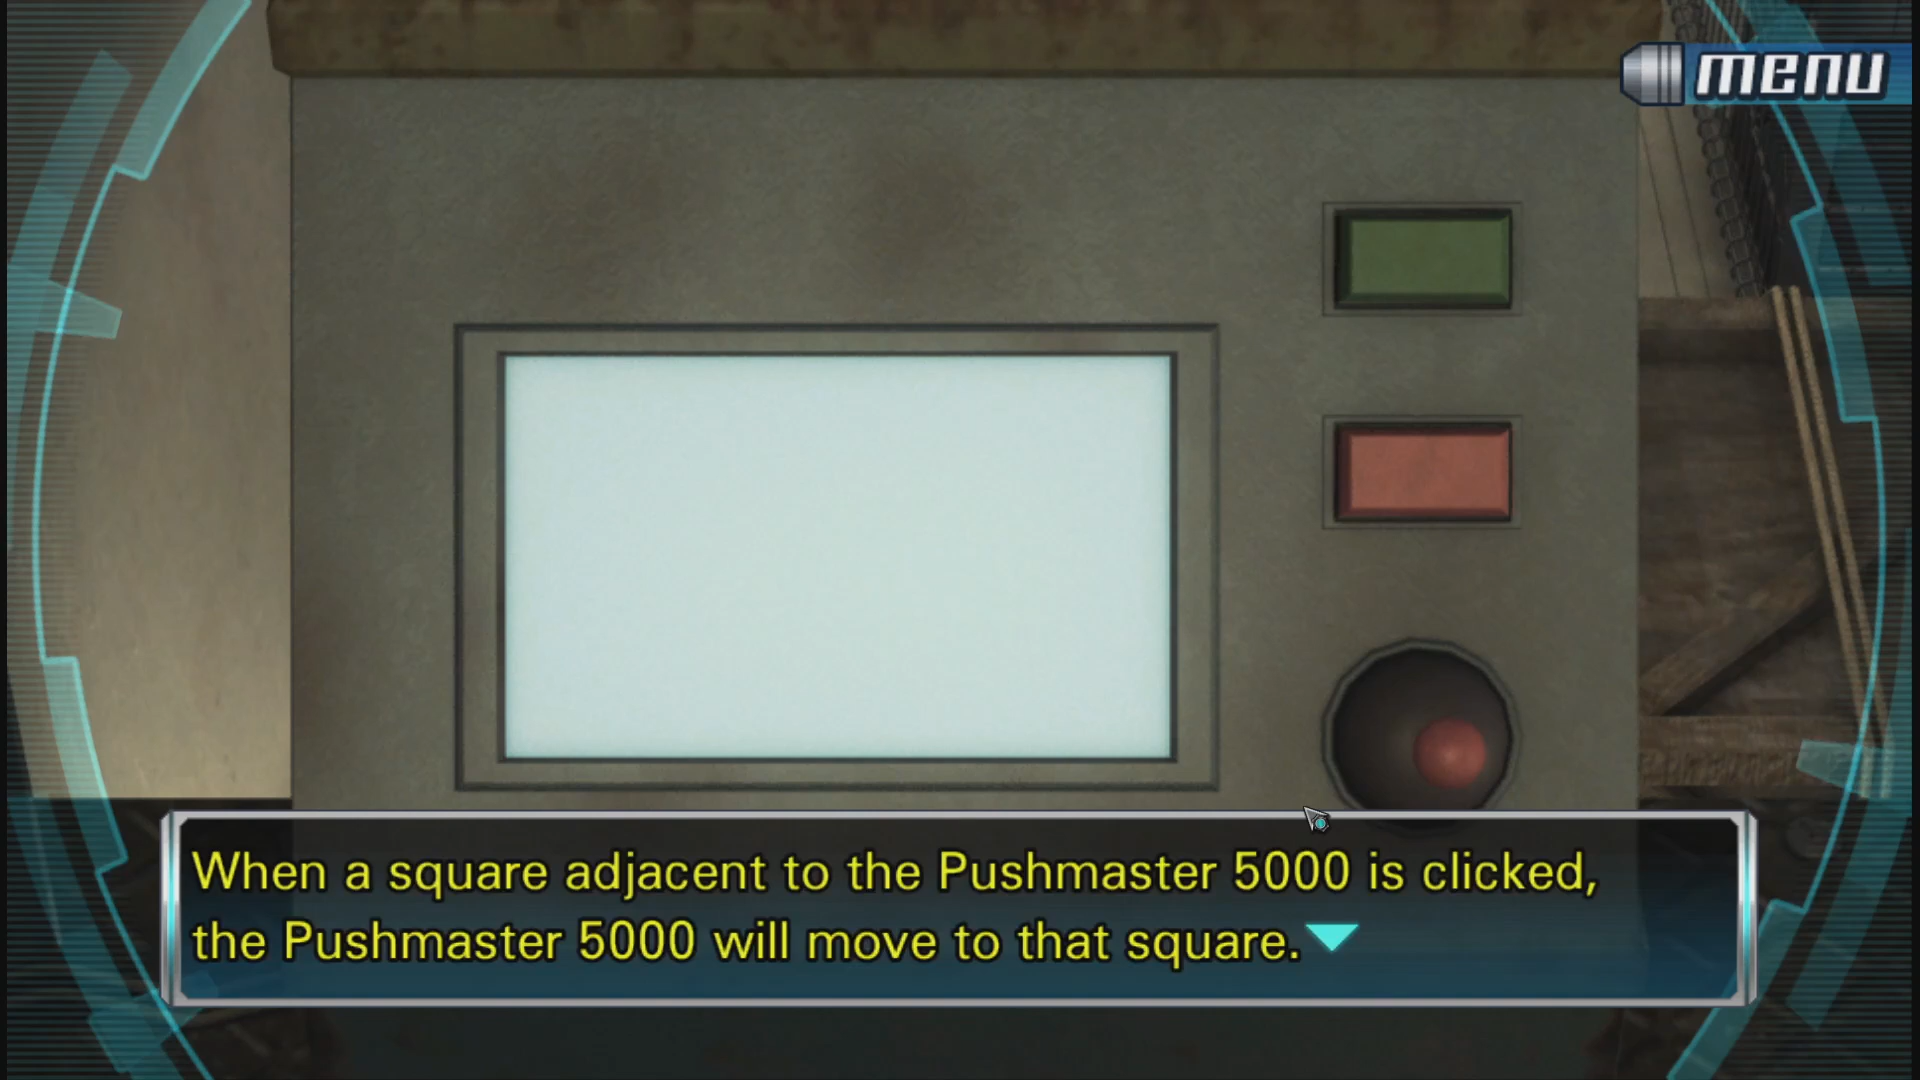 menu
When a square adjacent to the Pushmaster 5000 is clicked,
the Pushmaster 5000 will move to that square.